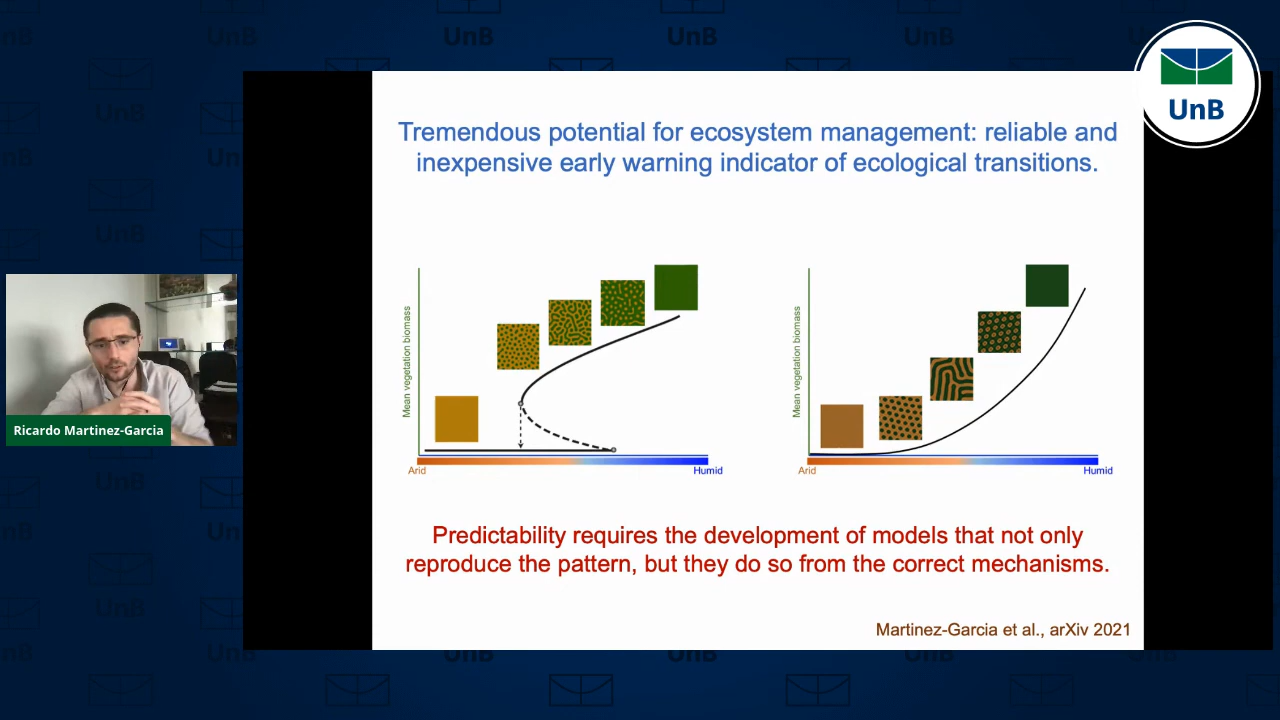 UnB
Tremendous potential for ecosystem management: reliable and
inexpensive early warning indicator of ecological transitions.
Mean vegetation biomass
Arid
Humid
Mean vegetation biomass
Arid
Humid
Ricardo Martinez-Garcia
Predictability requires the development of models that not only
reproduce the pattern, but they do so from the correct mechanisms.
Martinez-Garcia et al., arXiv 2021